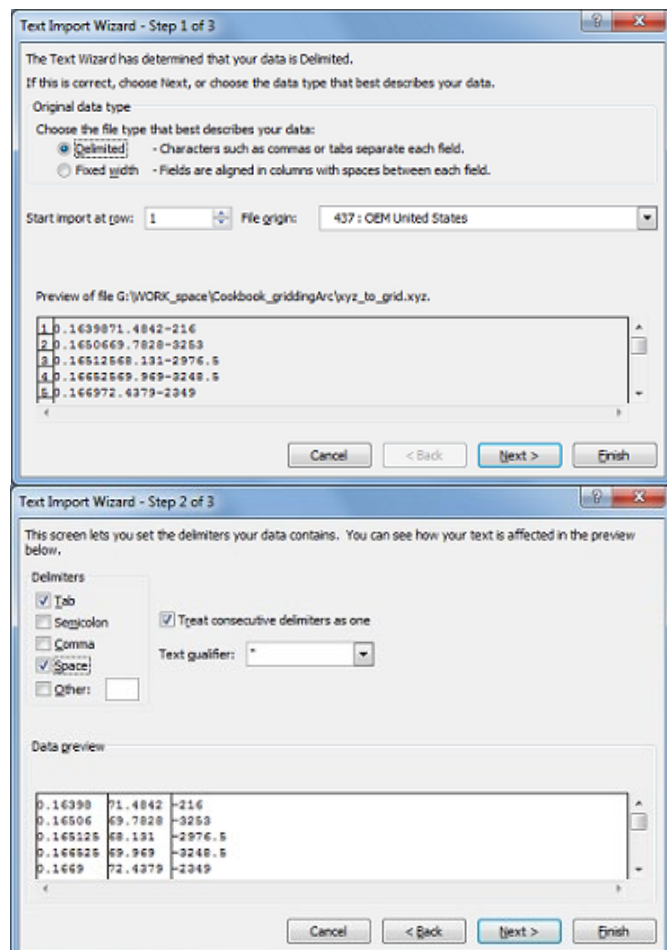 Text Import Wizard - Step 1 of 3
The Text Wizard has determined that your data is Delimited.
If this is correct, choose Next, or choose the data type that best describes your data.
Original data type
Choose the file type that best describes your data:
Delimited - Characters such as commas or tabs separate each field.
Fixed width - Fields are aligned in columns with spaces between each field.
Start import at row: 1 File origin: 437 : OEM United States
Preview of file G:\WORK_space\Cookbook_griddingArc\xyz_to_grid.xyz.
1 0.1639871.4842-216
2 0.1650669.7828-3253
3 0.16512568.131-2976.5
4 0.16652569.969-3248.5
5 0.166972.4379-2349
Cancel < Back Next > Finish
Text Import Wizard - Step 2 of 3
This screen lets you set the delimiters your data contains. You can see how your text is affected in the preview
below.
Delimiters
Tab
Semicolon Treat consecutive delimiters as one
Comma
Space Text qualifier: "
Other:
Data preview
0.16398 71.4842 -216
0.16506 69.7828 -3253
0.165125 68.131 -2976.5
0.166525 69.969 -3248.5
0.1669 72.4379 -2349
Cancel < Back Next > Finish